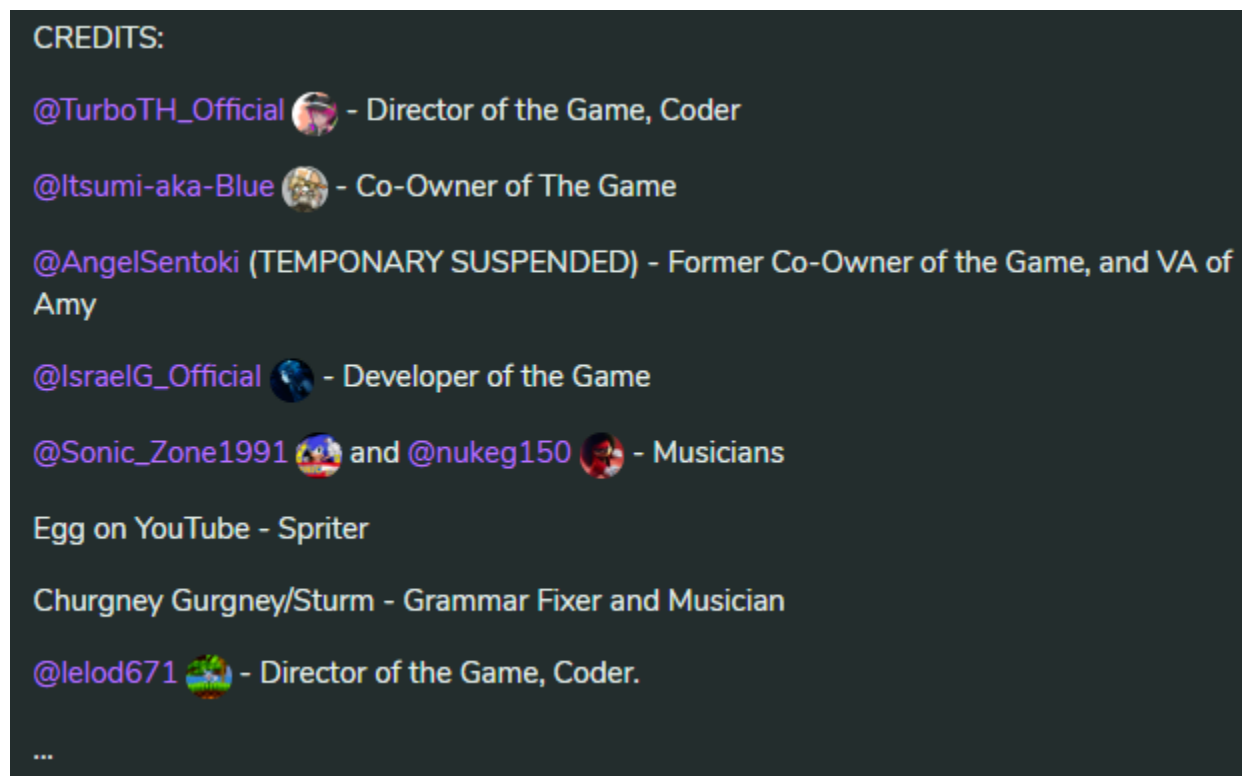 CREDITS:
@TurboTH_Official - Director of the Game, Coder
@Itsumi-aka-Blue - Co-Owner of The Game
@AngelSentoki (TEMPONARY SUSPENDED) - Former Co-Owner of the Game, and VA of
Amy
@IsraelG_Official - Developer of the Game
@Sonic_Zone1991 and @nukeg150 - Musicians
Egg on YouTube - Spriter
Churgney Gurgney/Sturm - Grammar Fixer and Musician
@lelod671 - Director of the Game, Coder.
...